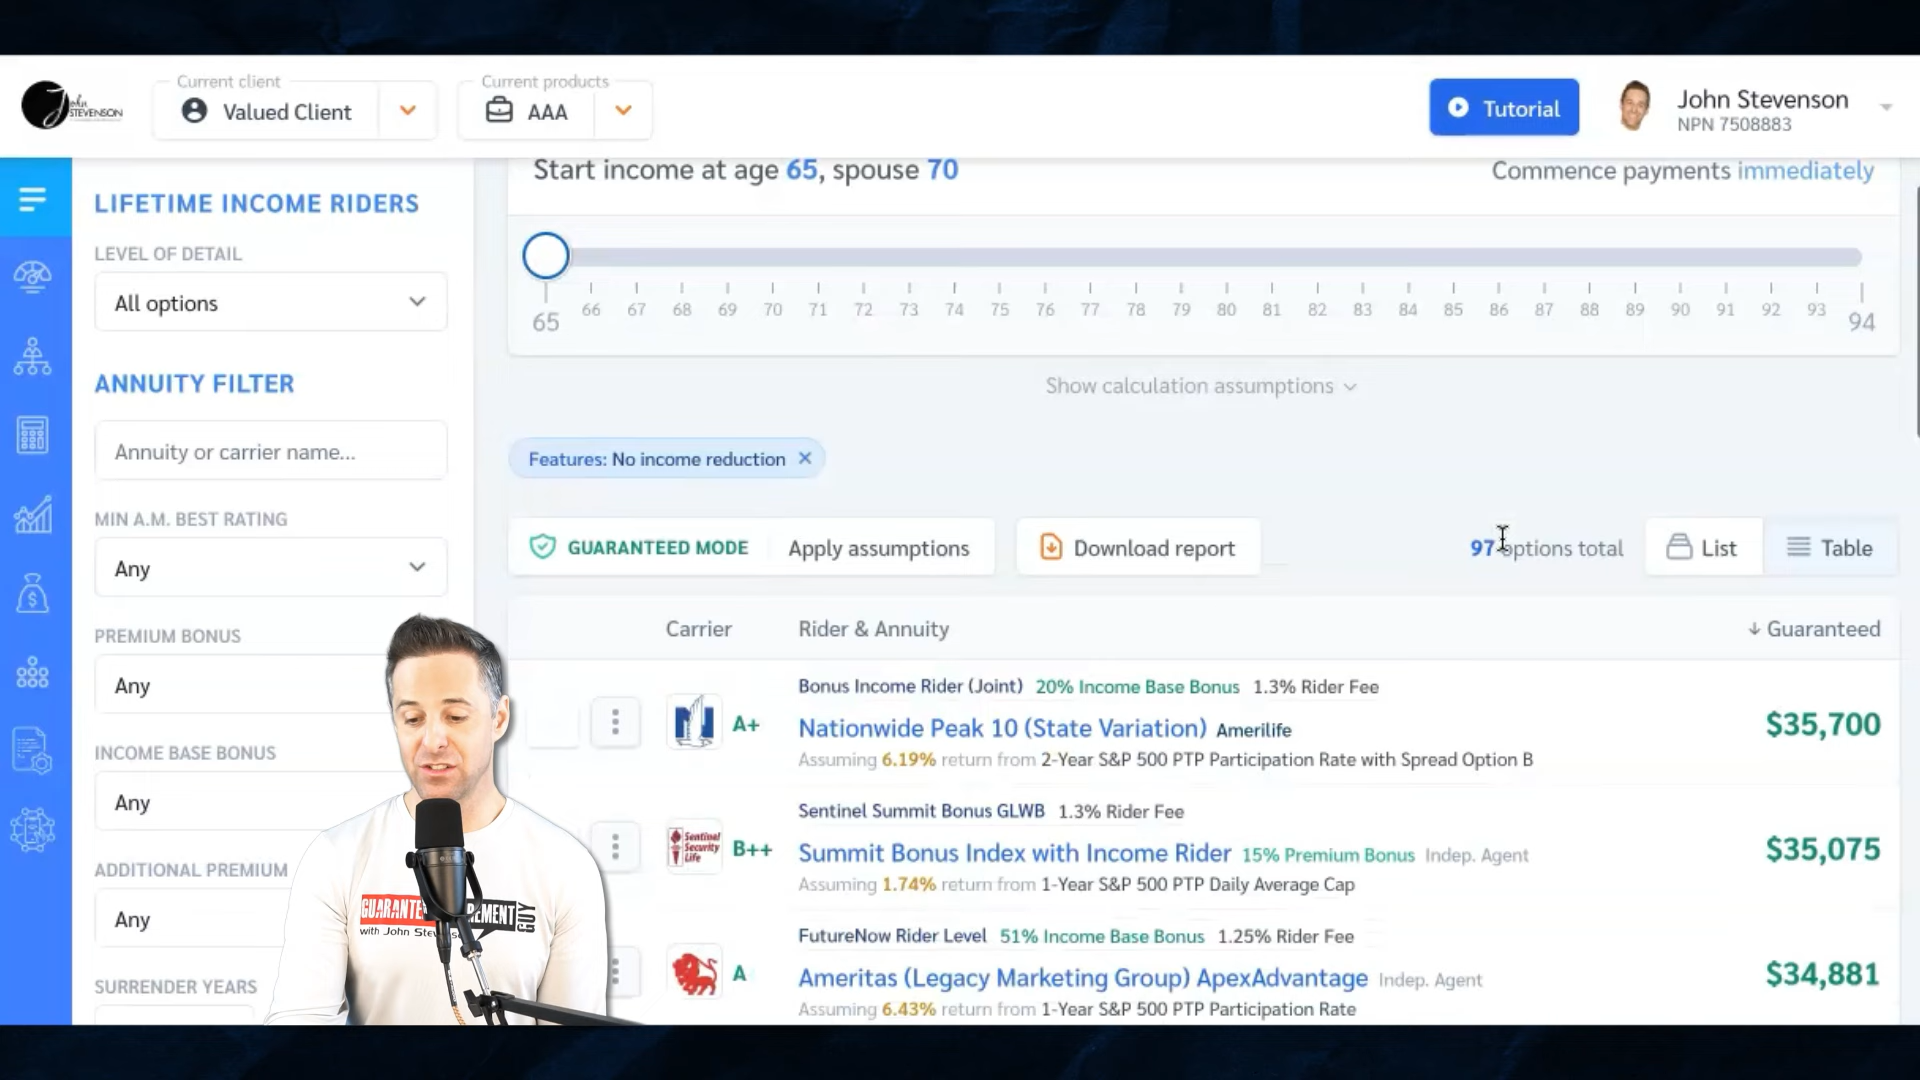 John
STEVENSON
Current client
Valued Client
Current products
AAA
Tutorial
John Stevenson
NPN 7508883
LIFETIME INCOME RIDERS
LEVEL OF DETAIL
All options
ANNUITY FILTER
Annuity or carrier name...
MIN A.M. BEST RATING
Any
PREMIUM BONUS
Any
INCOME BASE BONUS
Any
ADDITIONAL PREMIUM
Any
SURRENDER YEARS
Start income at age 65, spouse 70
Commence payments immediately
65 66 67 68 69 70 71 72 73 74 75 76 77 78 79 80 81 82 83 84 85 86 87 88 89 90 91 92 93 94
Show calculation assumptions
Features: No income reduction
GUARANTEED MODE Apply assumptions
Download report
97 options total
List
Table
Carrier Rider & Annuity Guaranteed
Bonus Income Rider (Joint) 20% Income Base Bonus 1.3% Rider Fee
A+ Nationwide Peak 10 (State Variation) Amerilife $35,700
Assuming 6.19% return from 2-Year S&P 500 PTP Participation Rate with Spread Option B
Sentinel Summit Bonus GLWB 1.3% Rider Fee
Sentinel
Security
Life
B++ Summit Bonus Index with Income Rider 15% Premium Bonus Indep. Agent $35,075
Assuming 1.74% return from 1-Year S&P 500 PTP Daily Average Cap
FutureNow Rider Level 51% Income Base Bonus 1.25% Rider Fee
A Ameritas (Legacy Marketing Group) ApexAdvantage Indep. Agent $34,881
Assuming 6.43% return from 1-Year S&P 500 PTP Participation Rate
GUY
with John